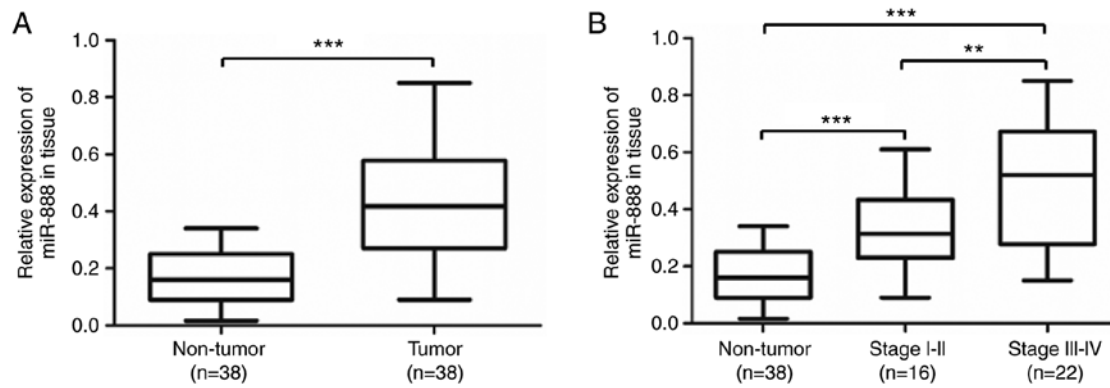 A
Relative expression of
miR-888 in tissue
1.0
0.8
0.6
0.4
0.2
0.0
***
Non-tumor
(n=38)
Tumor
(n=38)
B
Relative expression of
miR-888 in tissue
1.0
0.8
0.6
0.4
0.2
0.0
***
**
***
Non-tumor
(n=38)
Stage I-II
(n=16)
Stage III-IV
(n=22)